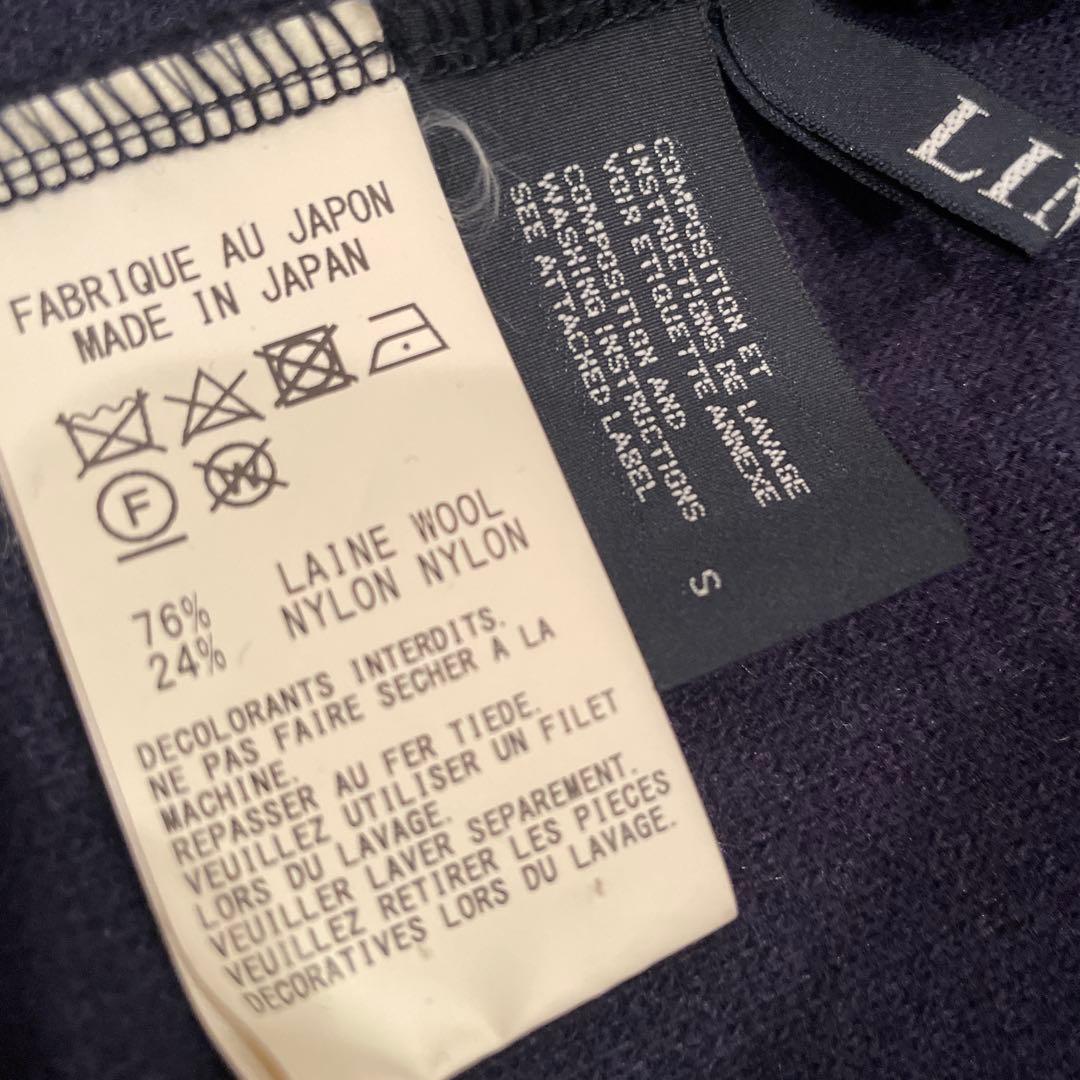 FABRIQUE AU JAPON
MADE IN JAPAN
F
W
76% LAINE WOOL
24% NYLON NYLON
DECOLORANTS INTERDITS.
NE PAS FAIRE SECHER A LA
MACHINE.
REPASSER AU FER TIEDE.
VEUILLEZ UTILISER UN FILET
LORS DU LAVAGE.
VEUILLER LAVER SEPAREMENT.
VEUILLEZ RETIRER LES PIECES
DECORATIVES LORS DU LAVAGE.
COMPOSITION ET
INSTRUCTIONS DE LAVAGE
VOIR ETIQUETTE ANNEXE
COMPOSITION AND
WASHING INSTRUCTIONS
SEE ATTACHED LABEL
S
LIN